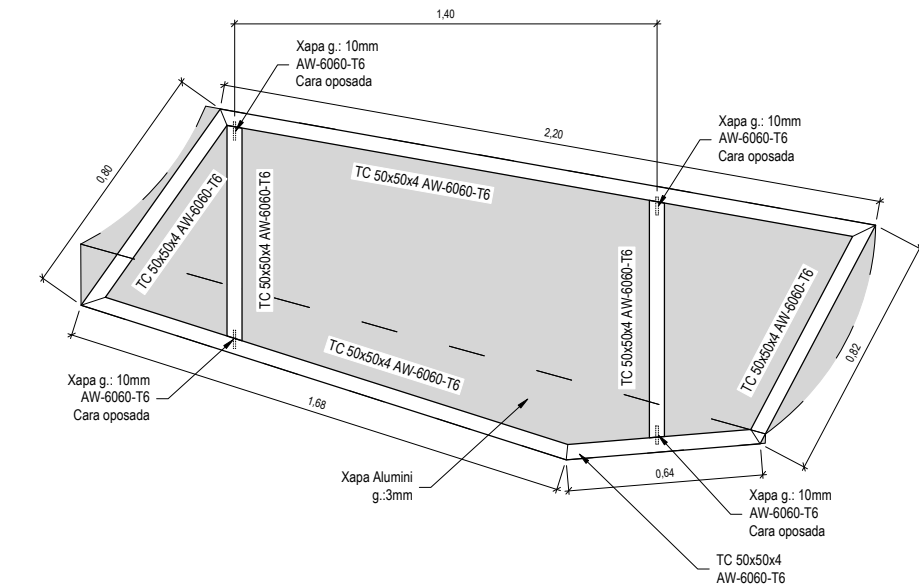 1,40
Xapa g.: 10mm
AW-6060-T6
Cara oposada
2,20
Xapa g.: 10mm
AW-6060-T6
Cara oposada
0,80
TC 50x50x4 AW-6060-T6
TC 50x50x4 AW-6060-T6
TC 50x50x4 AW-6060-T6
TC 50x50x4 AW-6060-T6
TC 50x50x4 AW-6060-T6
0,82
TC 50x50x4 AW-6060-T6
Xapa g.: 10mm
AW-6060-T6
Cara oposada
1,68
Xapa Alumini
g.:3mm
0,64
Xapa g.: 10mm
AW-6060-T6
Cara oposada
TC 50x50x4
AW-6060-T6